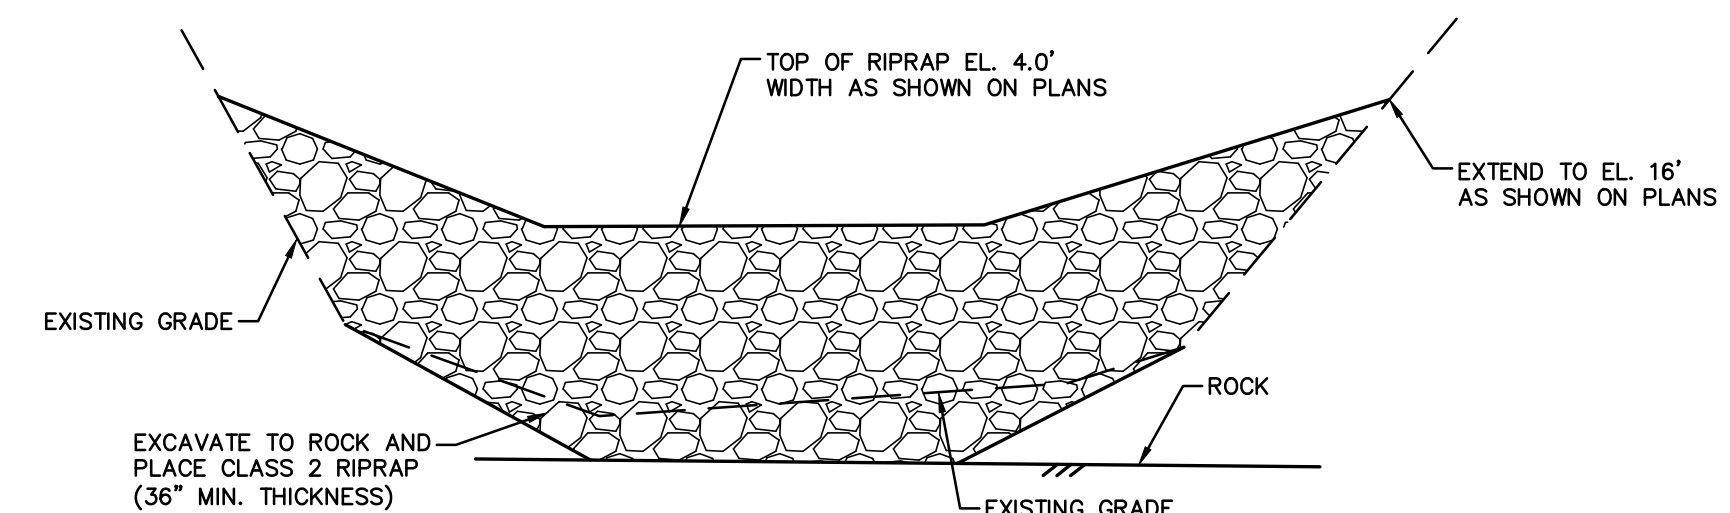 TOP OF RIPRAP EL. 4.0'
WIDTH AS SHOWN ON PLANS
EXTEND TO EL. 16'
AS SHOWN ON PLANS
EXISTING GRADE
ROCK
EXCAVATE TO ROCK AND
PLACE CLASS 2 RIPRAP
(36" MIN. THICKNESS)
EXISTING GRADE